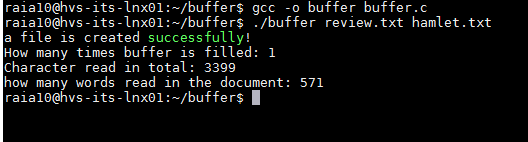 raia10@hvs-its-lnx01:~/buffer$ gcc -o buffer buffer.c
raia10@hvs-its-lnx01:~/buffer$ ./buffer review.txt hamlet.txt
a file is created successfully!
How many times buffer is filled: 1
Character read in total: 3399
how many words read in the document: 571
raia10@hvs-its-lnx01:~/buffer$